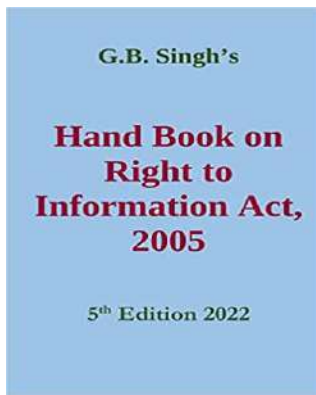 G.B. Singh's
Hand Book on
Right to
Information Act,
2005
5th Edition 2022